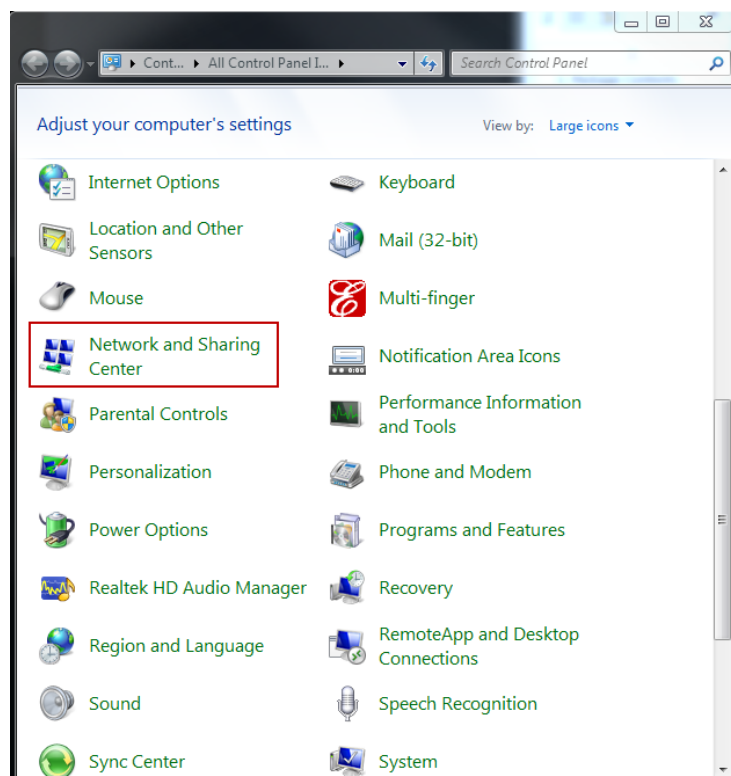 Cont... All Control Panel I... Search Control Panel
Adjust your computer's settings View by: Large icons
Internet Options Keyboard
Location and Other
Sensors
Mail (32-bit)
Mouse Multi-finger
Network and Sharing
Center
Notification Area Icons
Parental Controls
Performance Information
and Tools
Personalization Phone and Modem
Power Options Programs and Features
Realtek HD Audio Manager Recovery
Region and Language
RemoteApp and Desktop
Connections
Sound Speech Recognition
Sync Center System